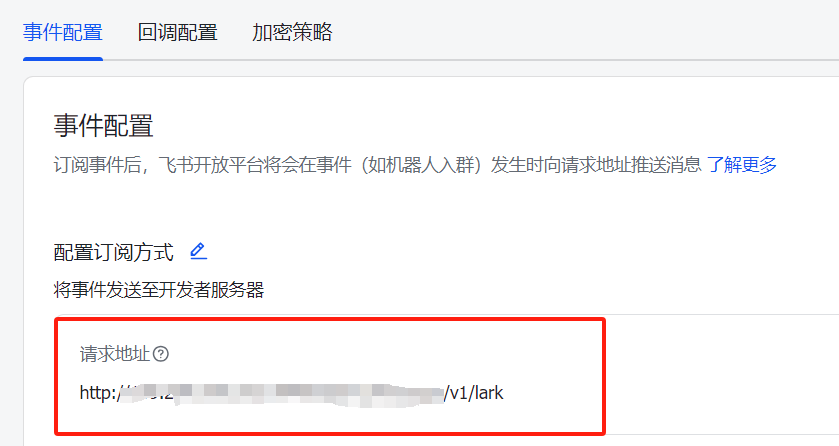 事件配置 回调配置 加密策略
事件配置
订阅事件后，飞书开放平台将会在事件（如机器人入群）发生时向请求地址推送消息 了解更多
配置订阅方式
将事件发送至开发者服务器
请求地址
http:/ /v1/lark